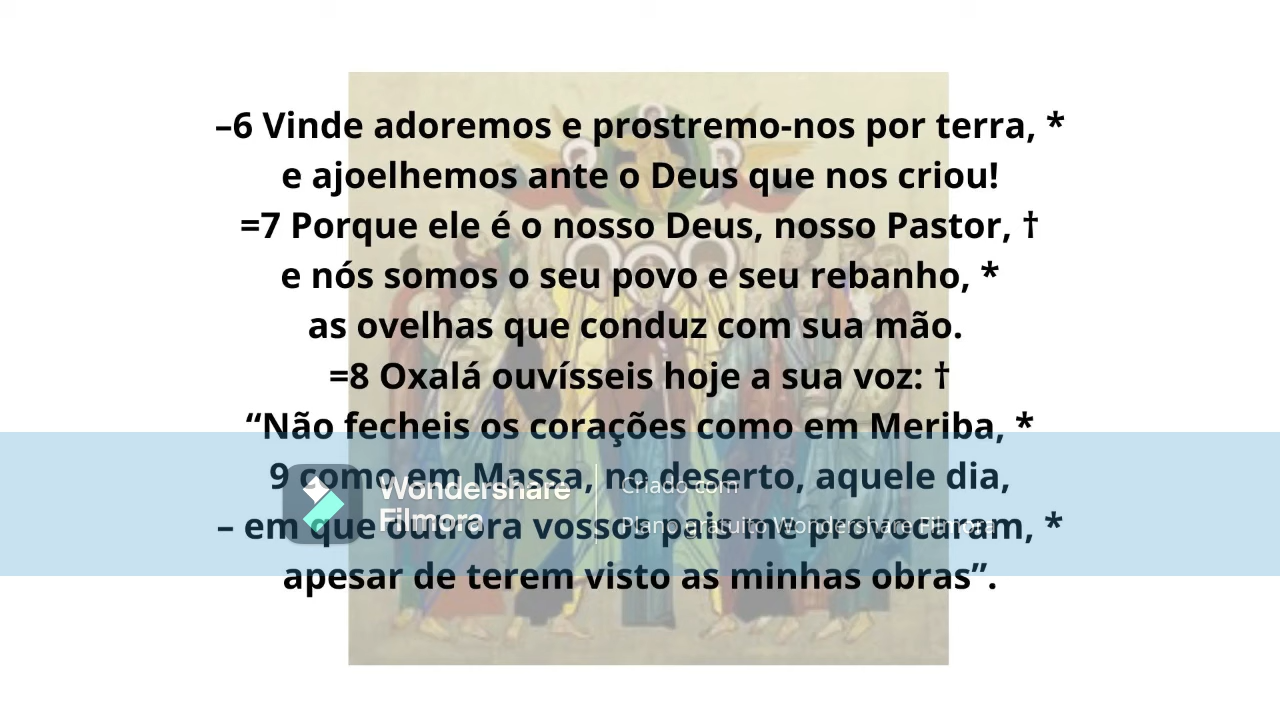 –6 Vinde adoremos e prostremo-nos por terra, *
e ajoelhemos ante o Deus que nos criou!
=7 Porque ele é o nosso Deus, nosso Pastor, †
e nós somos o seu povo e seu rebanho, *
as ovelhas que conduz com sua mão.
=8 Oxalá ouvísseis hoje a sua voz: †
“Não fecheis os corações como em Meriba, *
9 como em Massa, no deserto, aquele dia,
– em que outrora vossos pais me provocaram, *
apesar de terem visto as minhas obras”.
Wondershare
Filmora
Criado com
Plano gratuito Wondershare Filmora